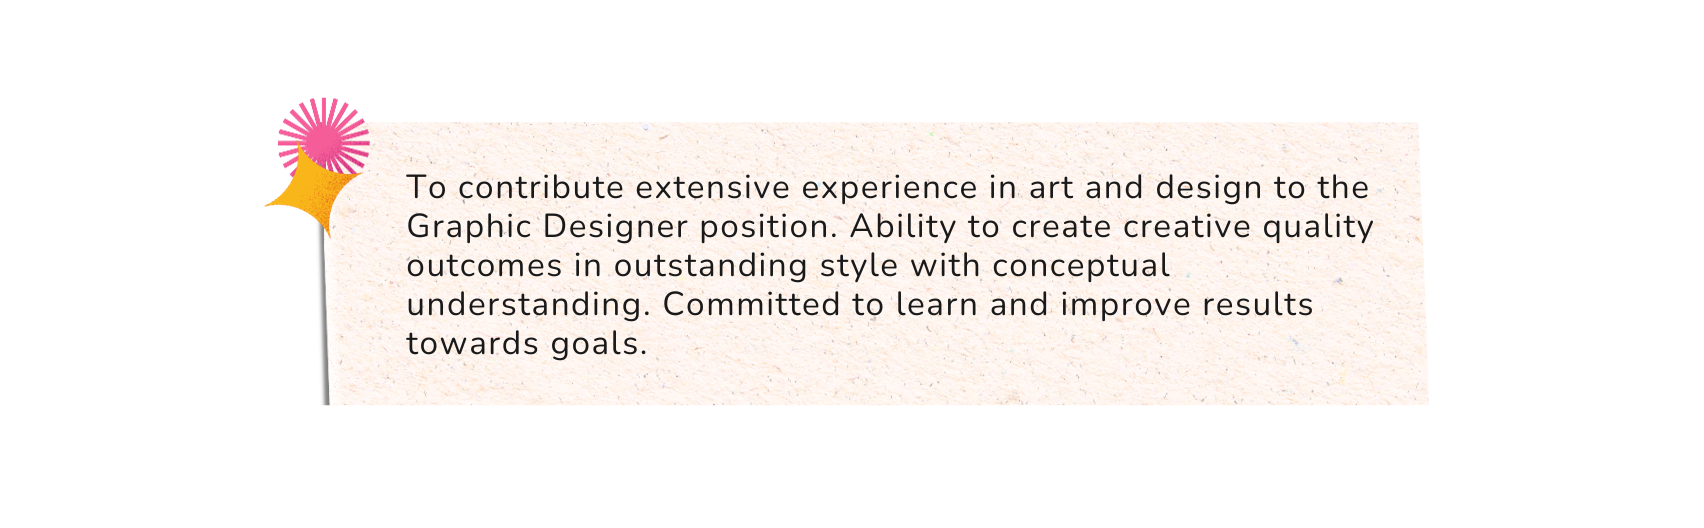 To contribute extensive experience in art and design to the
Graphic Designer position. Ability to create creative quality
outcomes in outstanding style with conceptual
understanding. Committed to learn and improve results
towards goals.